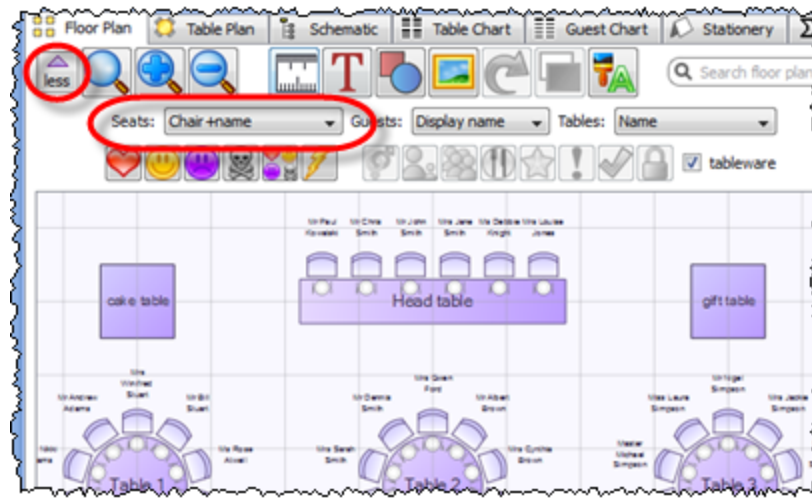 Floor Plan Table Plan Schematic Table Chart Guest Chart Stationery Σ
less T A Search floor plan
Seats: Chair +name Guests: Display name Tables: Name
tableware
Mr Paul Kowalski Mr Chris Smith Mr John Smith Mrs Jane Smith Ms Debbie Knight Mrs Louise Jones
cake table
Head table
gift table
Mrs Winifred Stuart
Mrs Gwen Ford
Mr Nigel Simpson
Mr Andrew Adams
Mr Bill Stuart
Mr Dennis Smith
Mr Albert Brown
Miss Laura Simpson
Mrs Jackie Simpson
Nikki
Ms Rose Atwell
Mrs Sarah Smith
Mrs Cynthia Brown
Master Michael Simpson
Table 1
Table 2
Table 3